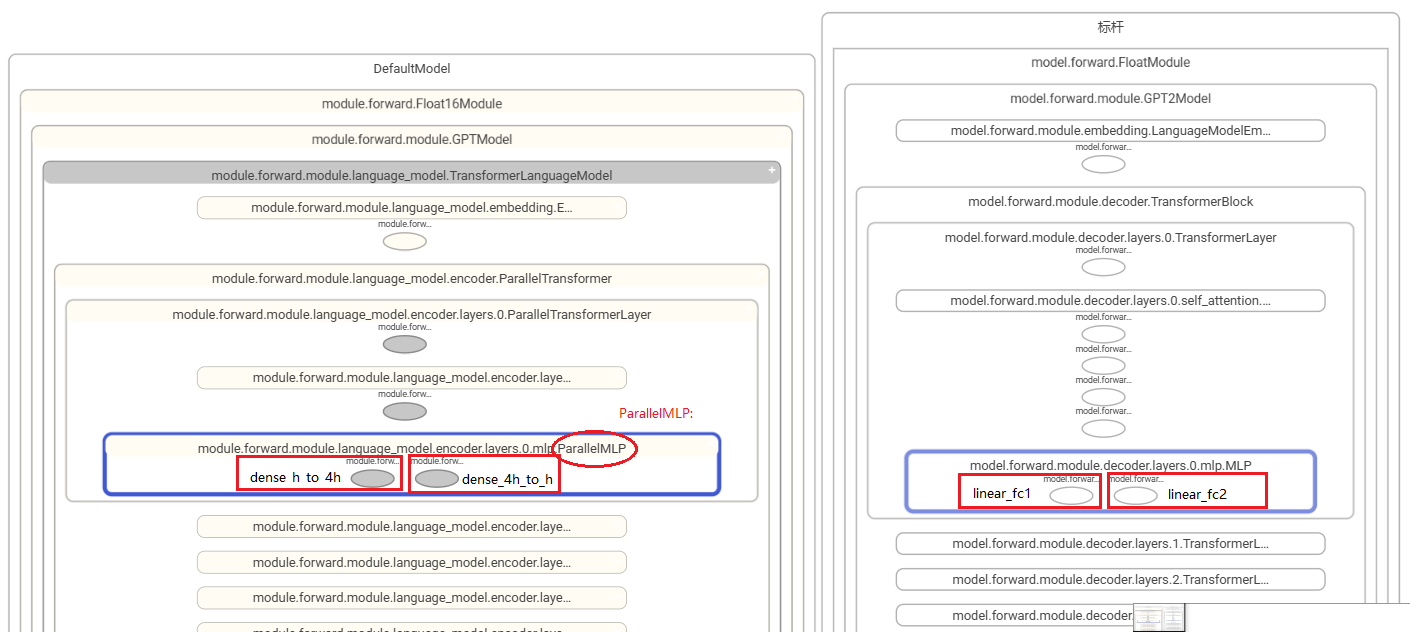 DefaultModel
module.forward.Float16Module
module.forward.module.GPTModel
module.forward.module.language_model.TransformerLanguageModel
+
module.forward.module.language_model.embedding.E...
module.forw...
module.forward.module.language_model.encoder.ParallelTransformer
module.forward.module.language_model.encoder.layers.0.ParallelTransformerLayer
module.forw...
module.forward.module.language_model.encoder.laye...
module.forw...
ParallelMLP:
module.forward.module.language_model.encoder.layers.0.mlp.ParallelMLP
module.forw... module.forw...
dense_h_to_4h dense_4h_to_h
module.forward.module.language_model.encoder.laye...
module.forward.module.language_model.encoder.laye...
module.forward.module.language_model.encoder.laye...
module.forward.module.language_model.encoder.laye...
标杆
model.forward.FloatModule
model.forward.module.GPT2Model
model.forward.module.embedding.LanguageModelEm...
model.forwar...
model.forward.module.decoder.TransformerBlock
model.forward.module.decoder.layers.0.TransformerLayer
model.forwar...
model.forward.module.decoder.layers.0.self_attention....
model.forwar...
model.forwar...
model.forwar...
model.forwar...
model.forward.module.decoder.layers.0.mlp.MLP
model.forwar... model.forwar...
linear_fc1 linear_fc2
model.forward.module.decoder.layers.1.TransformerL...
model.forward.module.decoder.layers.2.TransformerL...
model.forward.module.decoder.